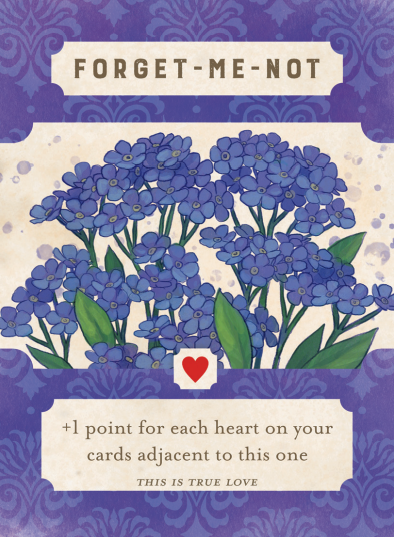 FORGET-ME-NOT
+1 point for each heart on your
cards adjacent to this one
THIS IS TRUE LOVE